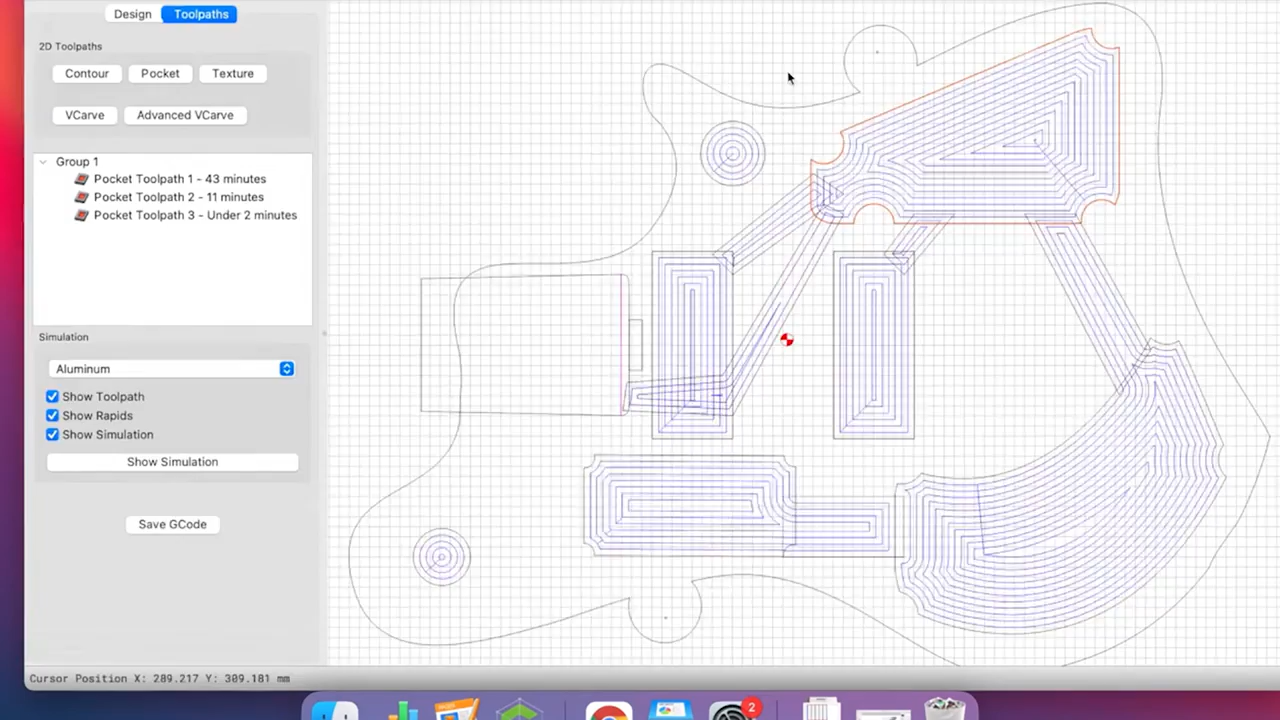 Design Toolpaths
2D Toolpaths
Contour Pocket Texture
VCarve Advanced VCarve
Group 1
Pocket Toolpath 1 - 43 minutes
Pocket Toolpath 2 - 11 minutes
Pocket Toolpath 3 - Under 2 minutes
Simulation
Aluminum
Show Toolpath
Show Rapids
Show Simulation
Show Simulation
Save GCode
Cursor Position X: 289.217 Y: 309.181 mm
2